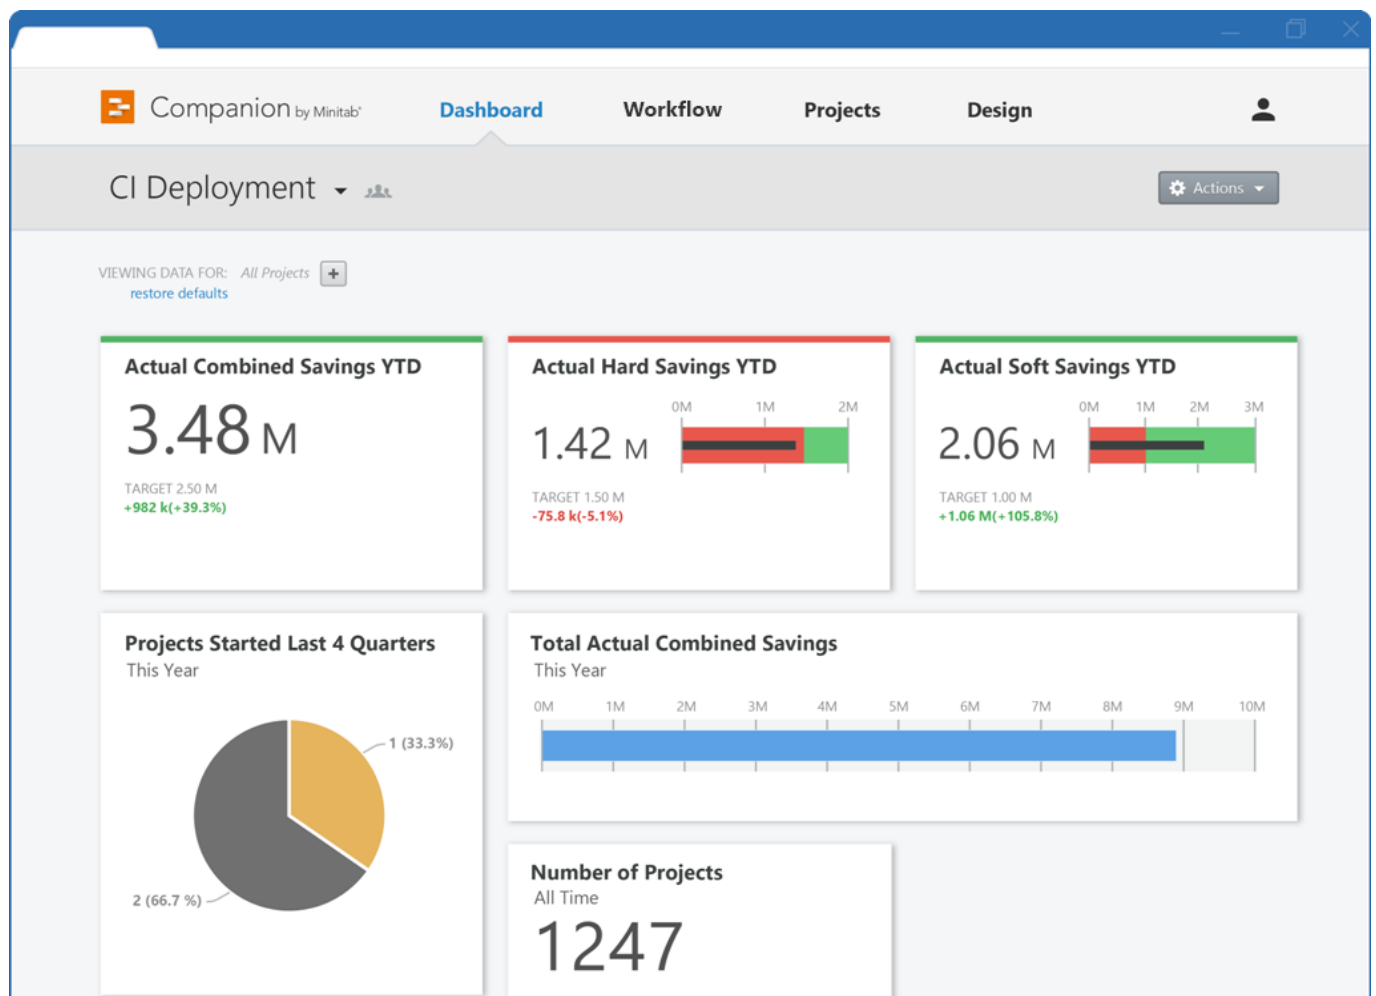 Companion by Minitab®
Dashboard
Workflow
Projects
Design
CI Deployment
Actions
VIEWING DATA FOR: All Projects +
restore defaults
Actual Combined Savings YTD
3.48 M
TARGET 2.50 M
+982 k(+39.3%)
Actual Hard Savings YTD
0M 1M 2M
1.42 M
TARGET 1.50 M
-75.8 k(-5.1%)
Actual Soft Savings YTD
0M 1M 2M 3M
2.06 M
TARGET 1.00 M
+1.06 M(+105.8%)
Projects Started Last 4 Quarters
This Year
1 (33.3%)
2 (66.7 %)
Total Actual Combined Savings
This Year
0M 1M 2M 3M 4M 5M 6M 7M 8M 9M 10M
Number of Projects
All Time
1247